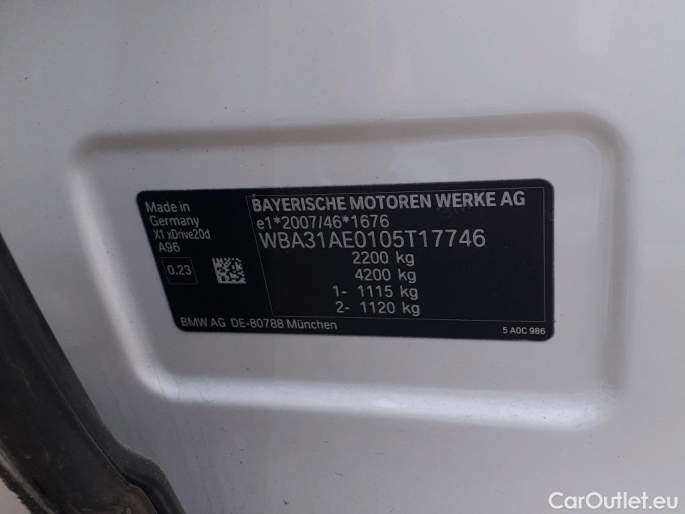 Made in
Germany
X1 xDrive20d
A96
0.23
BAYERISCHE MOTOREN WERKE AG
e1*2007/46*1676
WBA31AE0105T17746
2200 kg
4200 kg
1- 1115 kg
2- 1120 kg
BMW AG DE-80788 München
5 A0C 986
CarOutlet.eu